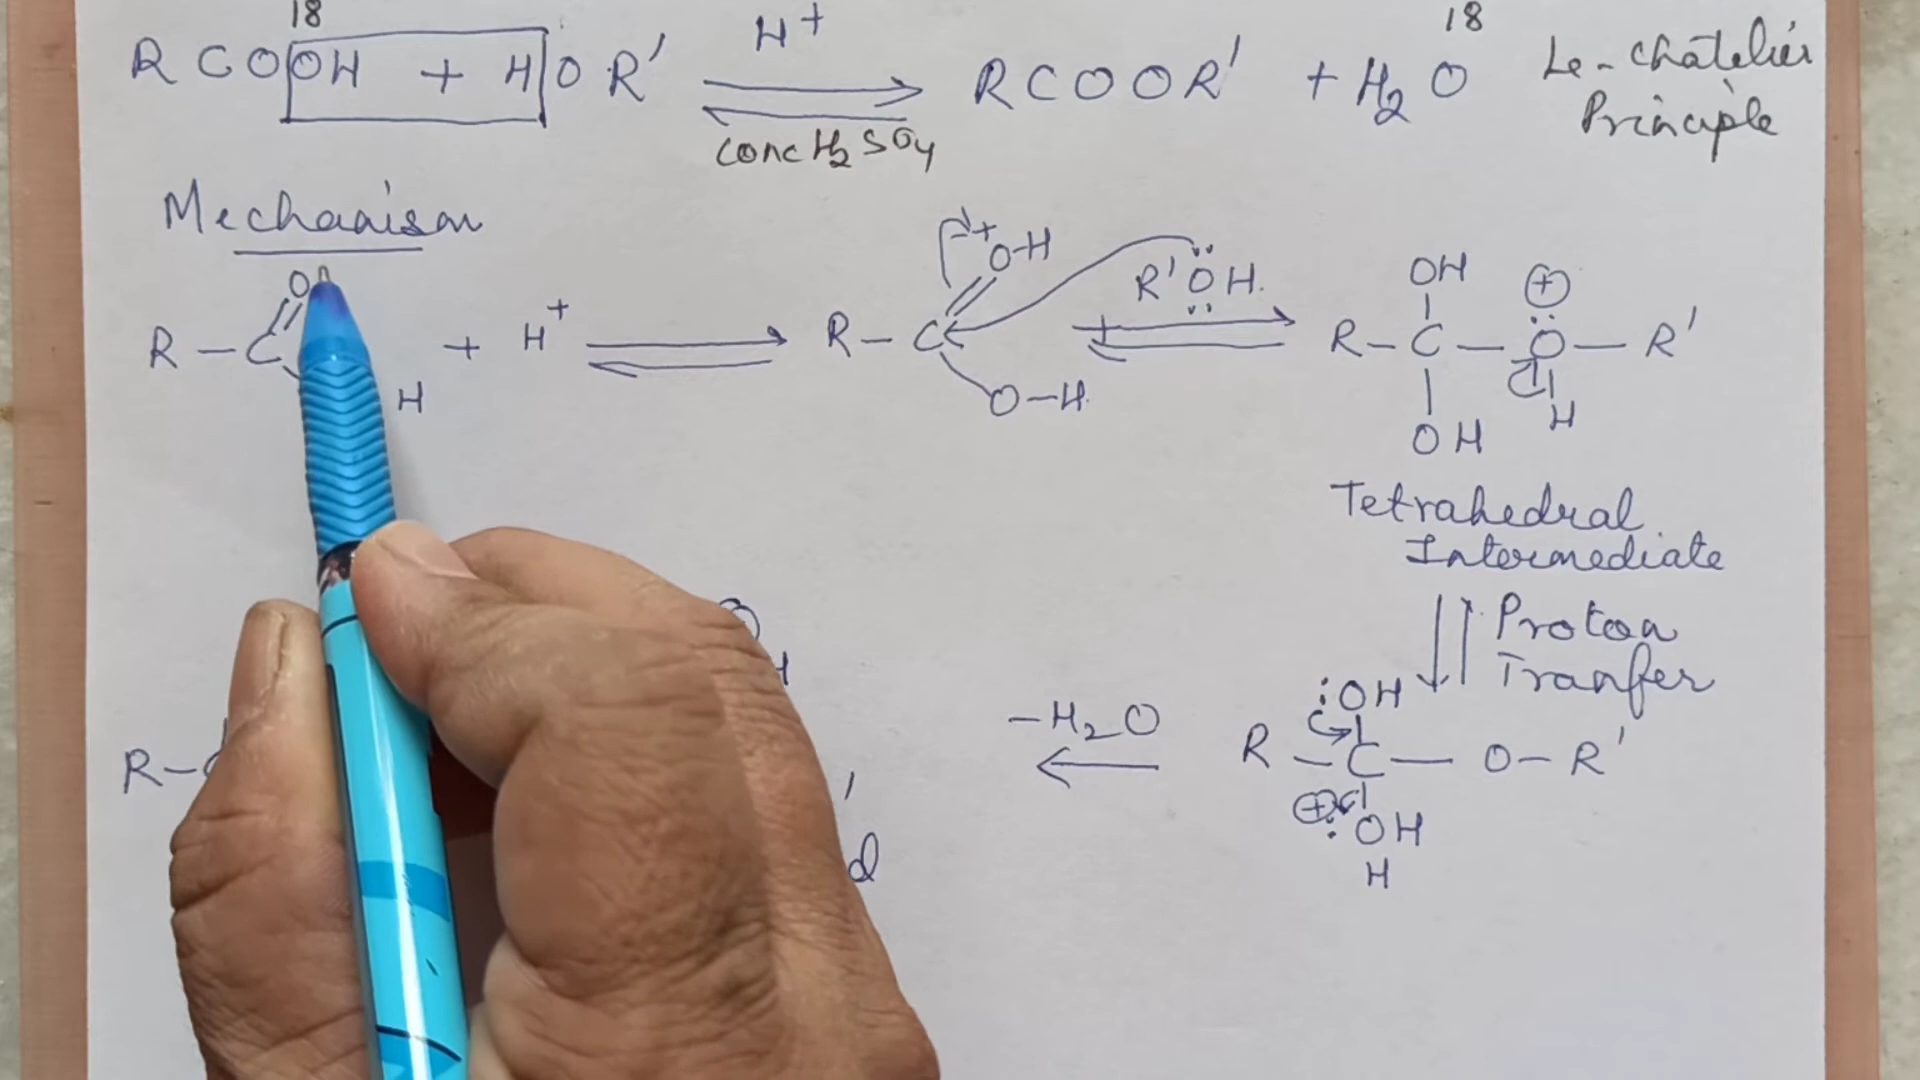 18 H+ 18
RCOOH + HOR' ⇌ RCOOR' + H2O Le-chatelier
conc H2SO4 Principle
Mechanism
O O-H R'ÖH. OH ⊕
R-C + H+ ⇌ R-C ⇌ R-C-O-R'
H O-H. OH H
Tetrahedral
Intermediate
Proton
Tranfer
:OH
R- -H2O R-C-O-R'
⊕ :OH
H